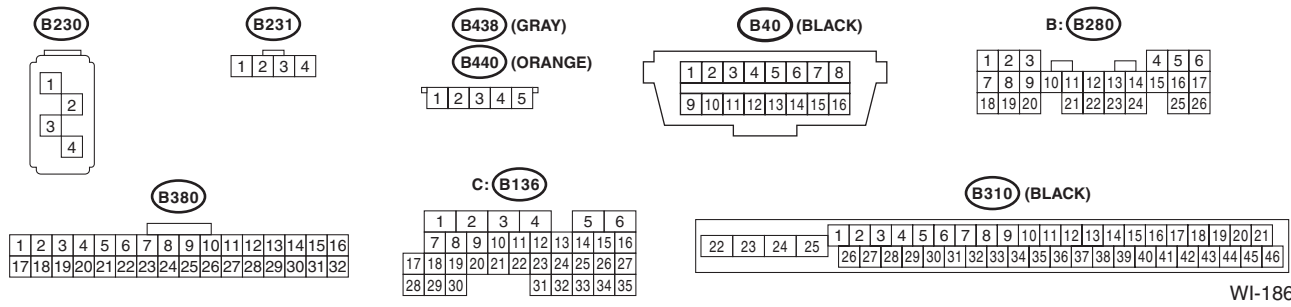 B230
1
2
3
4
B231
1 2 3 4
B438 (GRAY)
B440 (ORANGE)
1 2 3 4 5
B40 (BLACK)
1 2 3 4 5 6 7 8
9 10 11 12 13 14 15 16
B: B280
1 2 3 4 5 6
7 8 9 10 11 12 13 14 15 16 17
18 19 20 21 22 23 24 25 26
B380
1 2 3 4 5 6 7 8 9 10 11 12 13 14 15 16
17 18 19 20 21 22 23 24 25 26 27 28 29 30 31 32
C: B136
1 2 3 4 5 6
7 8 9 10 11 12 13 14 15 16
17 18 19 20 21 22 23 24 25 26 27
28 29 30 31 32 33 34 35
B310 (BLACK)
22 23 24 25 1 2 3 4 5 6 7 8 9 10 11 12 13 14 15 16 17 18 19 20 21
26 27 28 29 30 31 32 33 34 35 36 37 38 39 40 41 42 43 44 45 46
WI-186